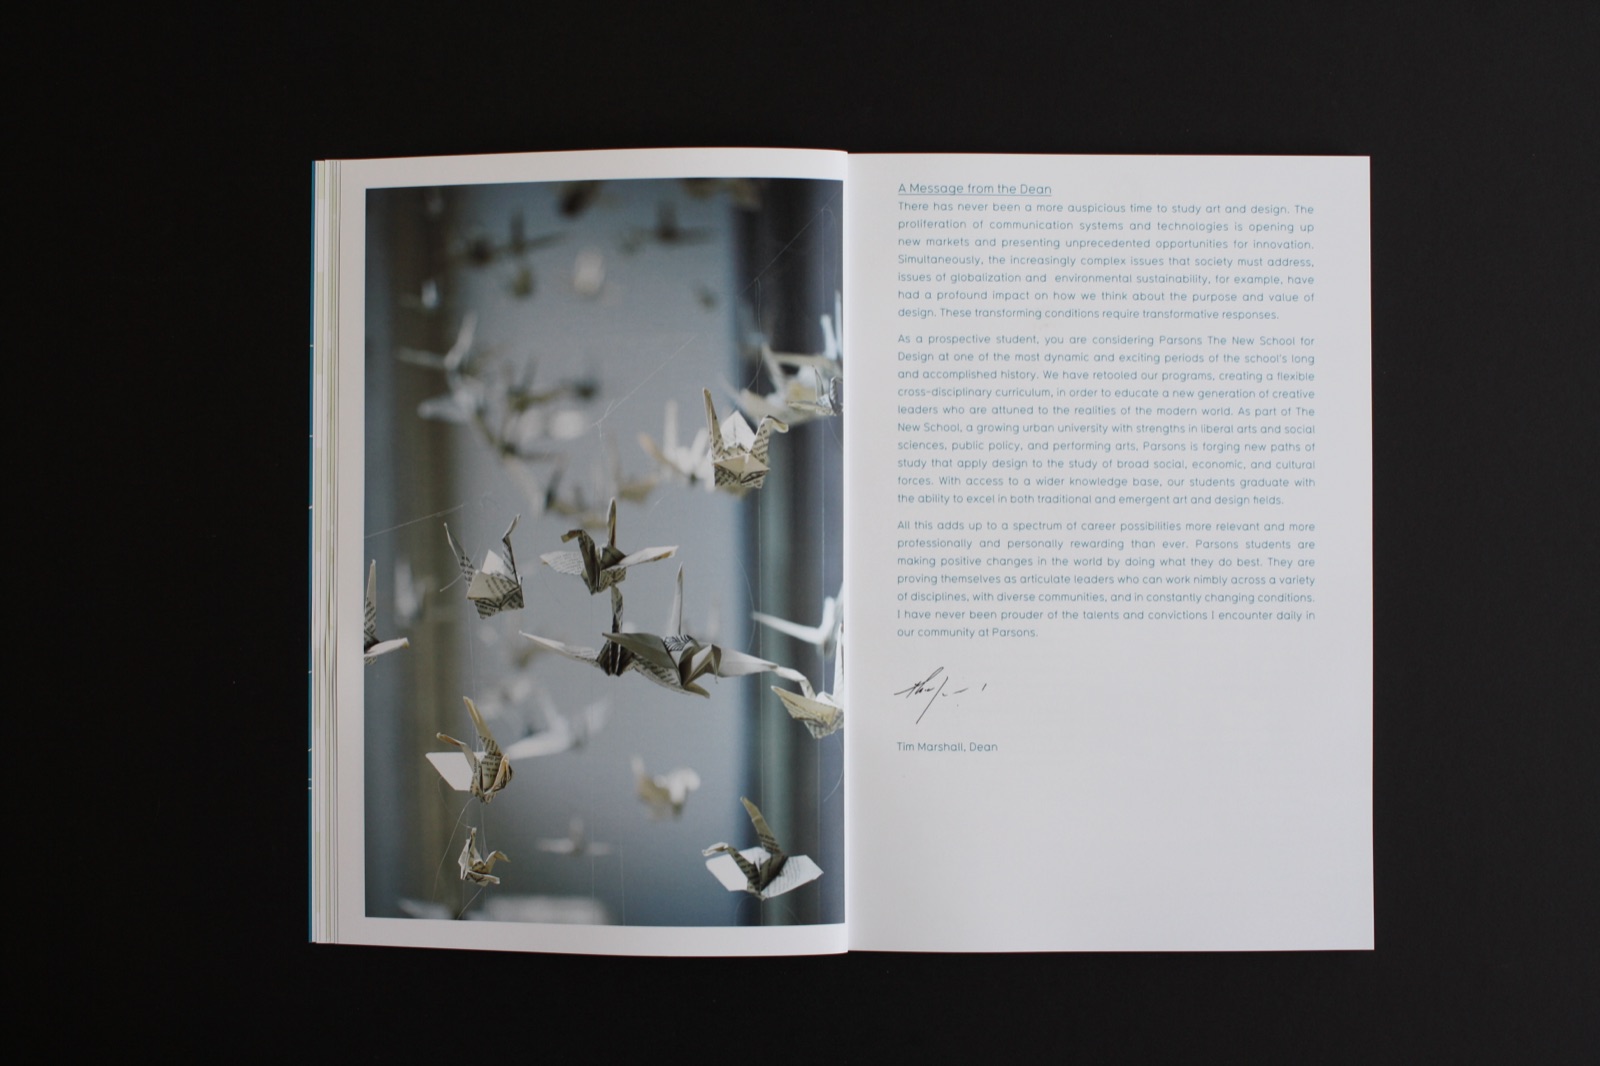 A Message from the Dean
There has never been a more auspicious time to study art and design. The
proliferation of communication systems and technologies is opening up
new markets and presenting unprecedented opportunities for innovation.
Simultaneously, the increasingly complex issues that society must address,
issues of globalization and environmental sustainability, for example, have
had a profound impact on how we think about the purpose and value of
design. These transforming conditions require transformative responses.
As a prospective student, you are considering Parsons The New School for
Design at one of the most dynamic and exciting periods of the school's long
and accomplished history. We have retooled our programs, creating a flexible
cross-disciplinary curriculum, in order to educate a new generation of creative
leaders who are attuned to the realities of the modern world. As part of The
New School, a growing urban university with strengths in liberal arts and social
sciences, public policy, and performing arts, Parsons is forging new paths of
study that apply design to the study of broad social, economic, and cultural
forces. With access to a wider knowledge base, our students graduate with
the ability to excel in both traditional and emergent art and design fields.
All this adds up to a spectrum of career possibilities more relevant and more
professionally and personally rewarding than ever. Parsons students are
making positive changes in the world by doing what they do best. They are
proving themselves as articulate leaders who can work nimbly across a variety
of disciplines, with diverse communities, and in constantly changing conditions.
I have never been prouder of the talents and convictions I encounter daily in
our community at Parsons.
Tim Marshall, Dean